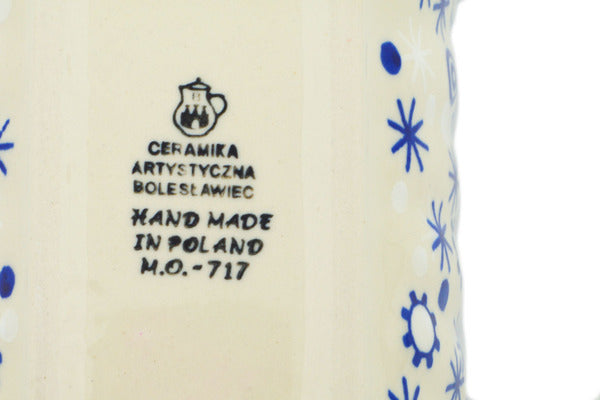 CERAMIKA
ARTYSTYCZNA
BOLESŁAWIEC
HAND MADE
IN POLAND
M.O.-717